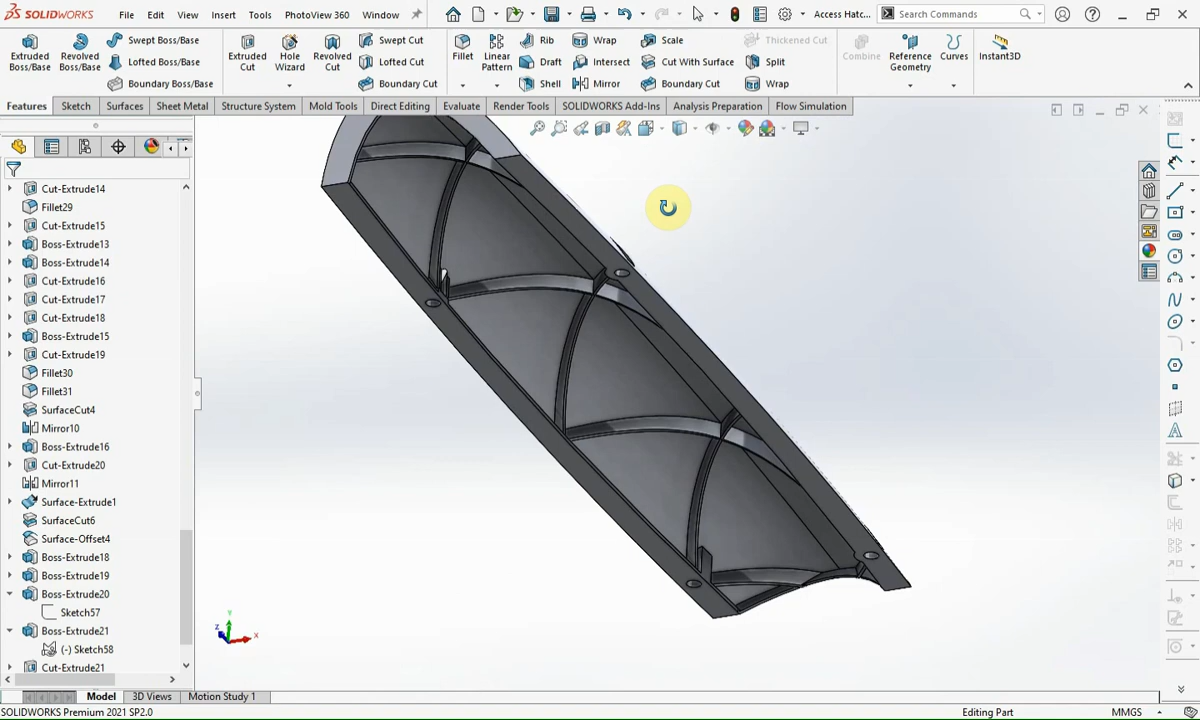 SOLIDWORKS File Edit View Insert Tools PhotoView 360 Window Access Hatc... Search Commands
Extruded Boss/Base
Revolved Boss/Base
Swept Boss/Base
Lofted Boss/Base
Boundary Boss/Base
Extruded Cut
Hole Wizard
Revolved Cut
Swept Cut
Lofted Cut
Boundary Cut
Fillet
Linear Pattern
Rib
Draft
Shell
Wrap
Intersect
Mirror
Scale
Cut With Surface
Boundary Cut
Thickened Cut
Split
Wrap
Combine
Reference Geometry
Curves
Instant3D
Features Sketch Surfaces Sheet Metal Structure System Mold Tools Direct Editing Evaluate Render Tools SOLIDWORKS Add-Ins Analysis Preparation Flow Simulation
Cut-Extrude14
Fillet29
Cut-Extrude15
Boss-Extrude13
Boss-Extrude14
Cut-Extrude16
Cut-Extrude17
Cut-Extrude18
Boss-Extrude15
Cut-Extrude19
Fillet30
Fillet31
SurfaceCut4
Mirror10
Boss-Extrude16
Cut-Extrude20
Mirror11
Surface-Extrude1
SurfaceCut6
Surface-Offset4
Boss-Extrude18
Boss-Extrude19
Boss-Extrude20
Sketch57
Boss-Extrude21
(-) Sketch58
Cut-Extrude21
Y
Z
X
Model 3D Views Motion Study 1
SOLIDWORKS Premium 2021 SP2.0 Editing Part MMGS